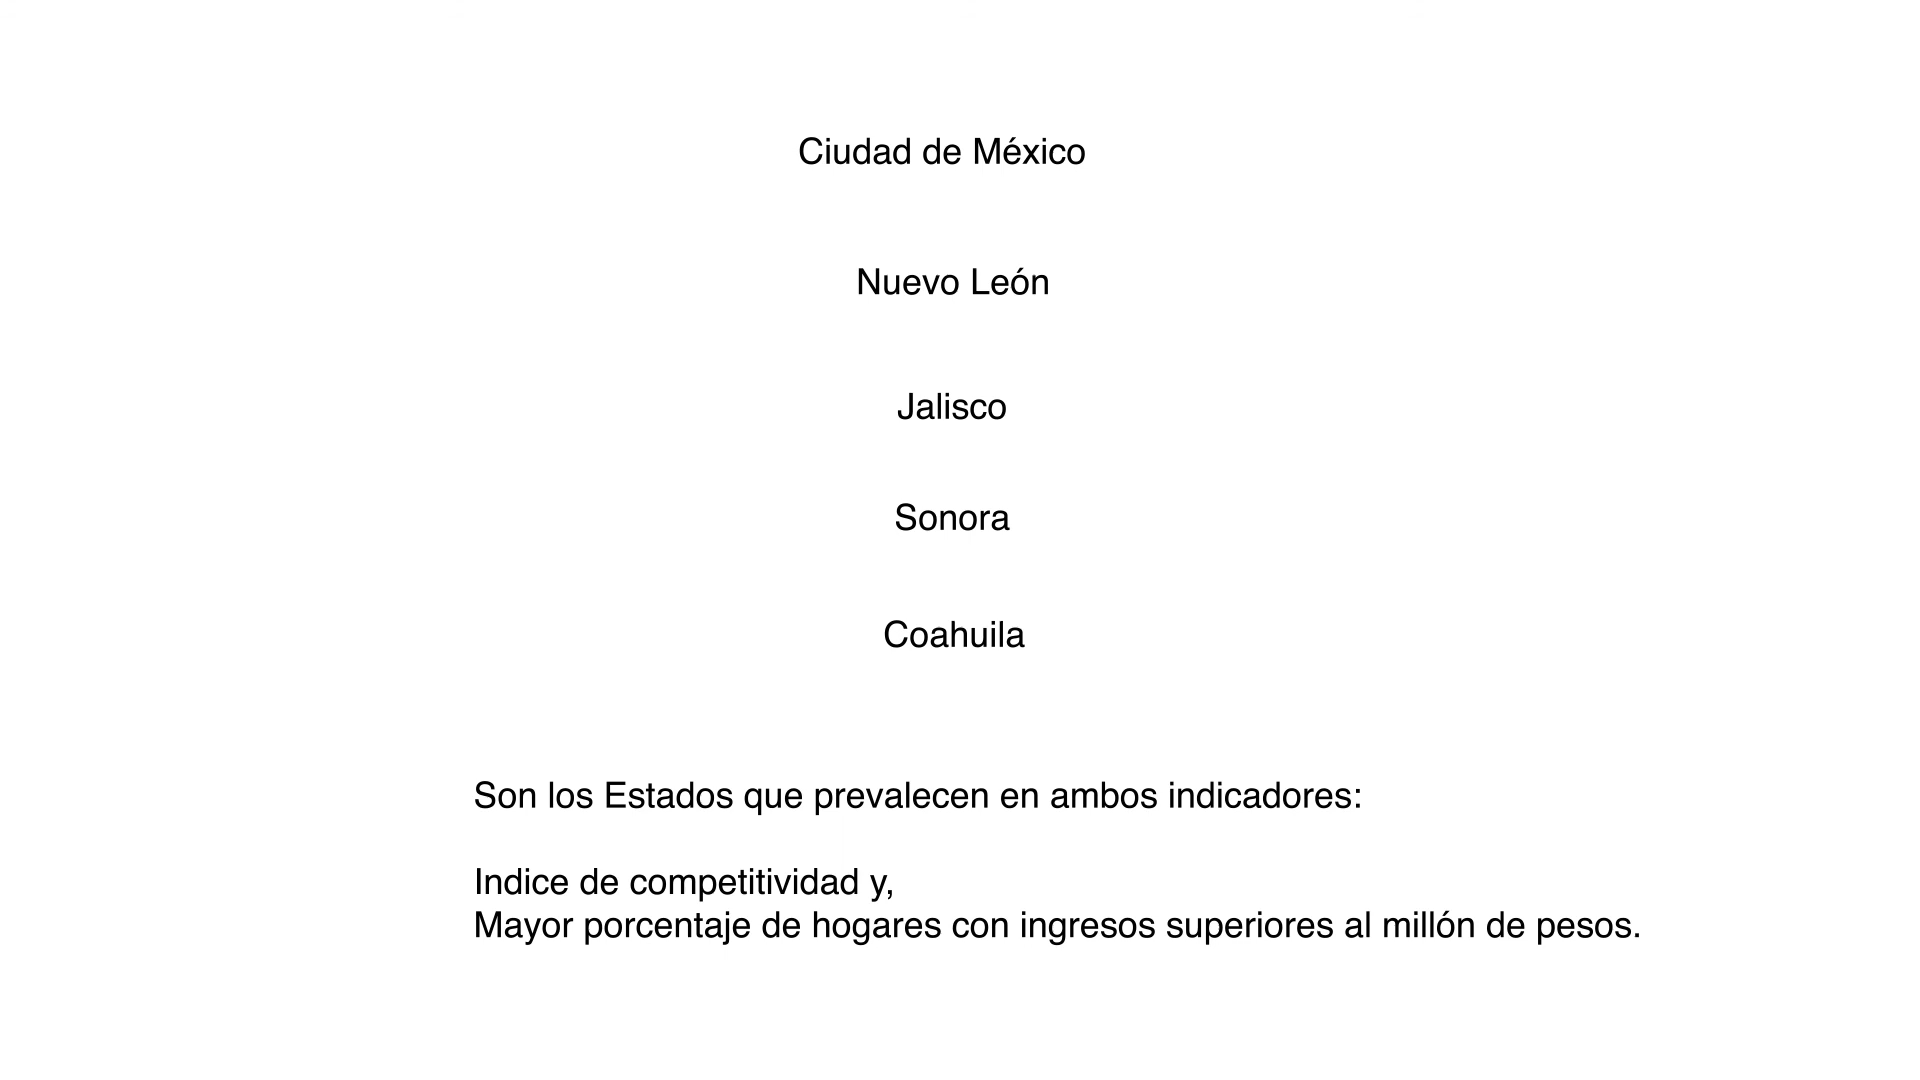 Ciudad de México
Nuevo León
Jalisco
Sonora
Coahuila
Son los Estados que prevalecen en ambos indicadores:
Indice de competitividad y,
Mayor porcentaje de hogares con ingresos superiores al millón de pesos.